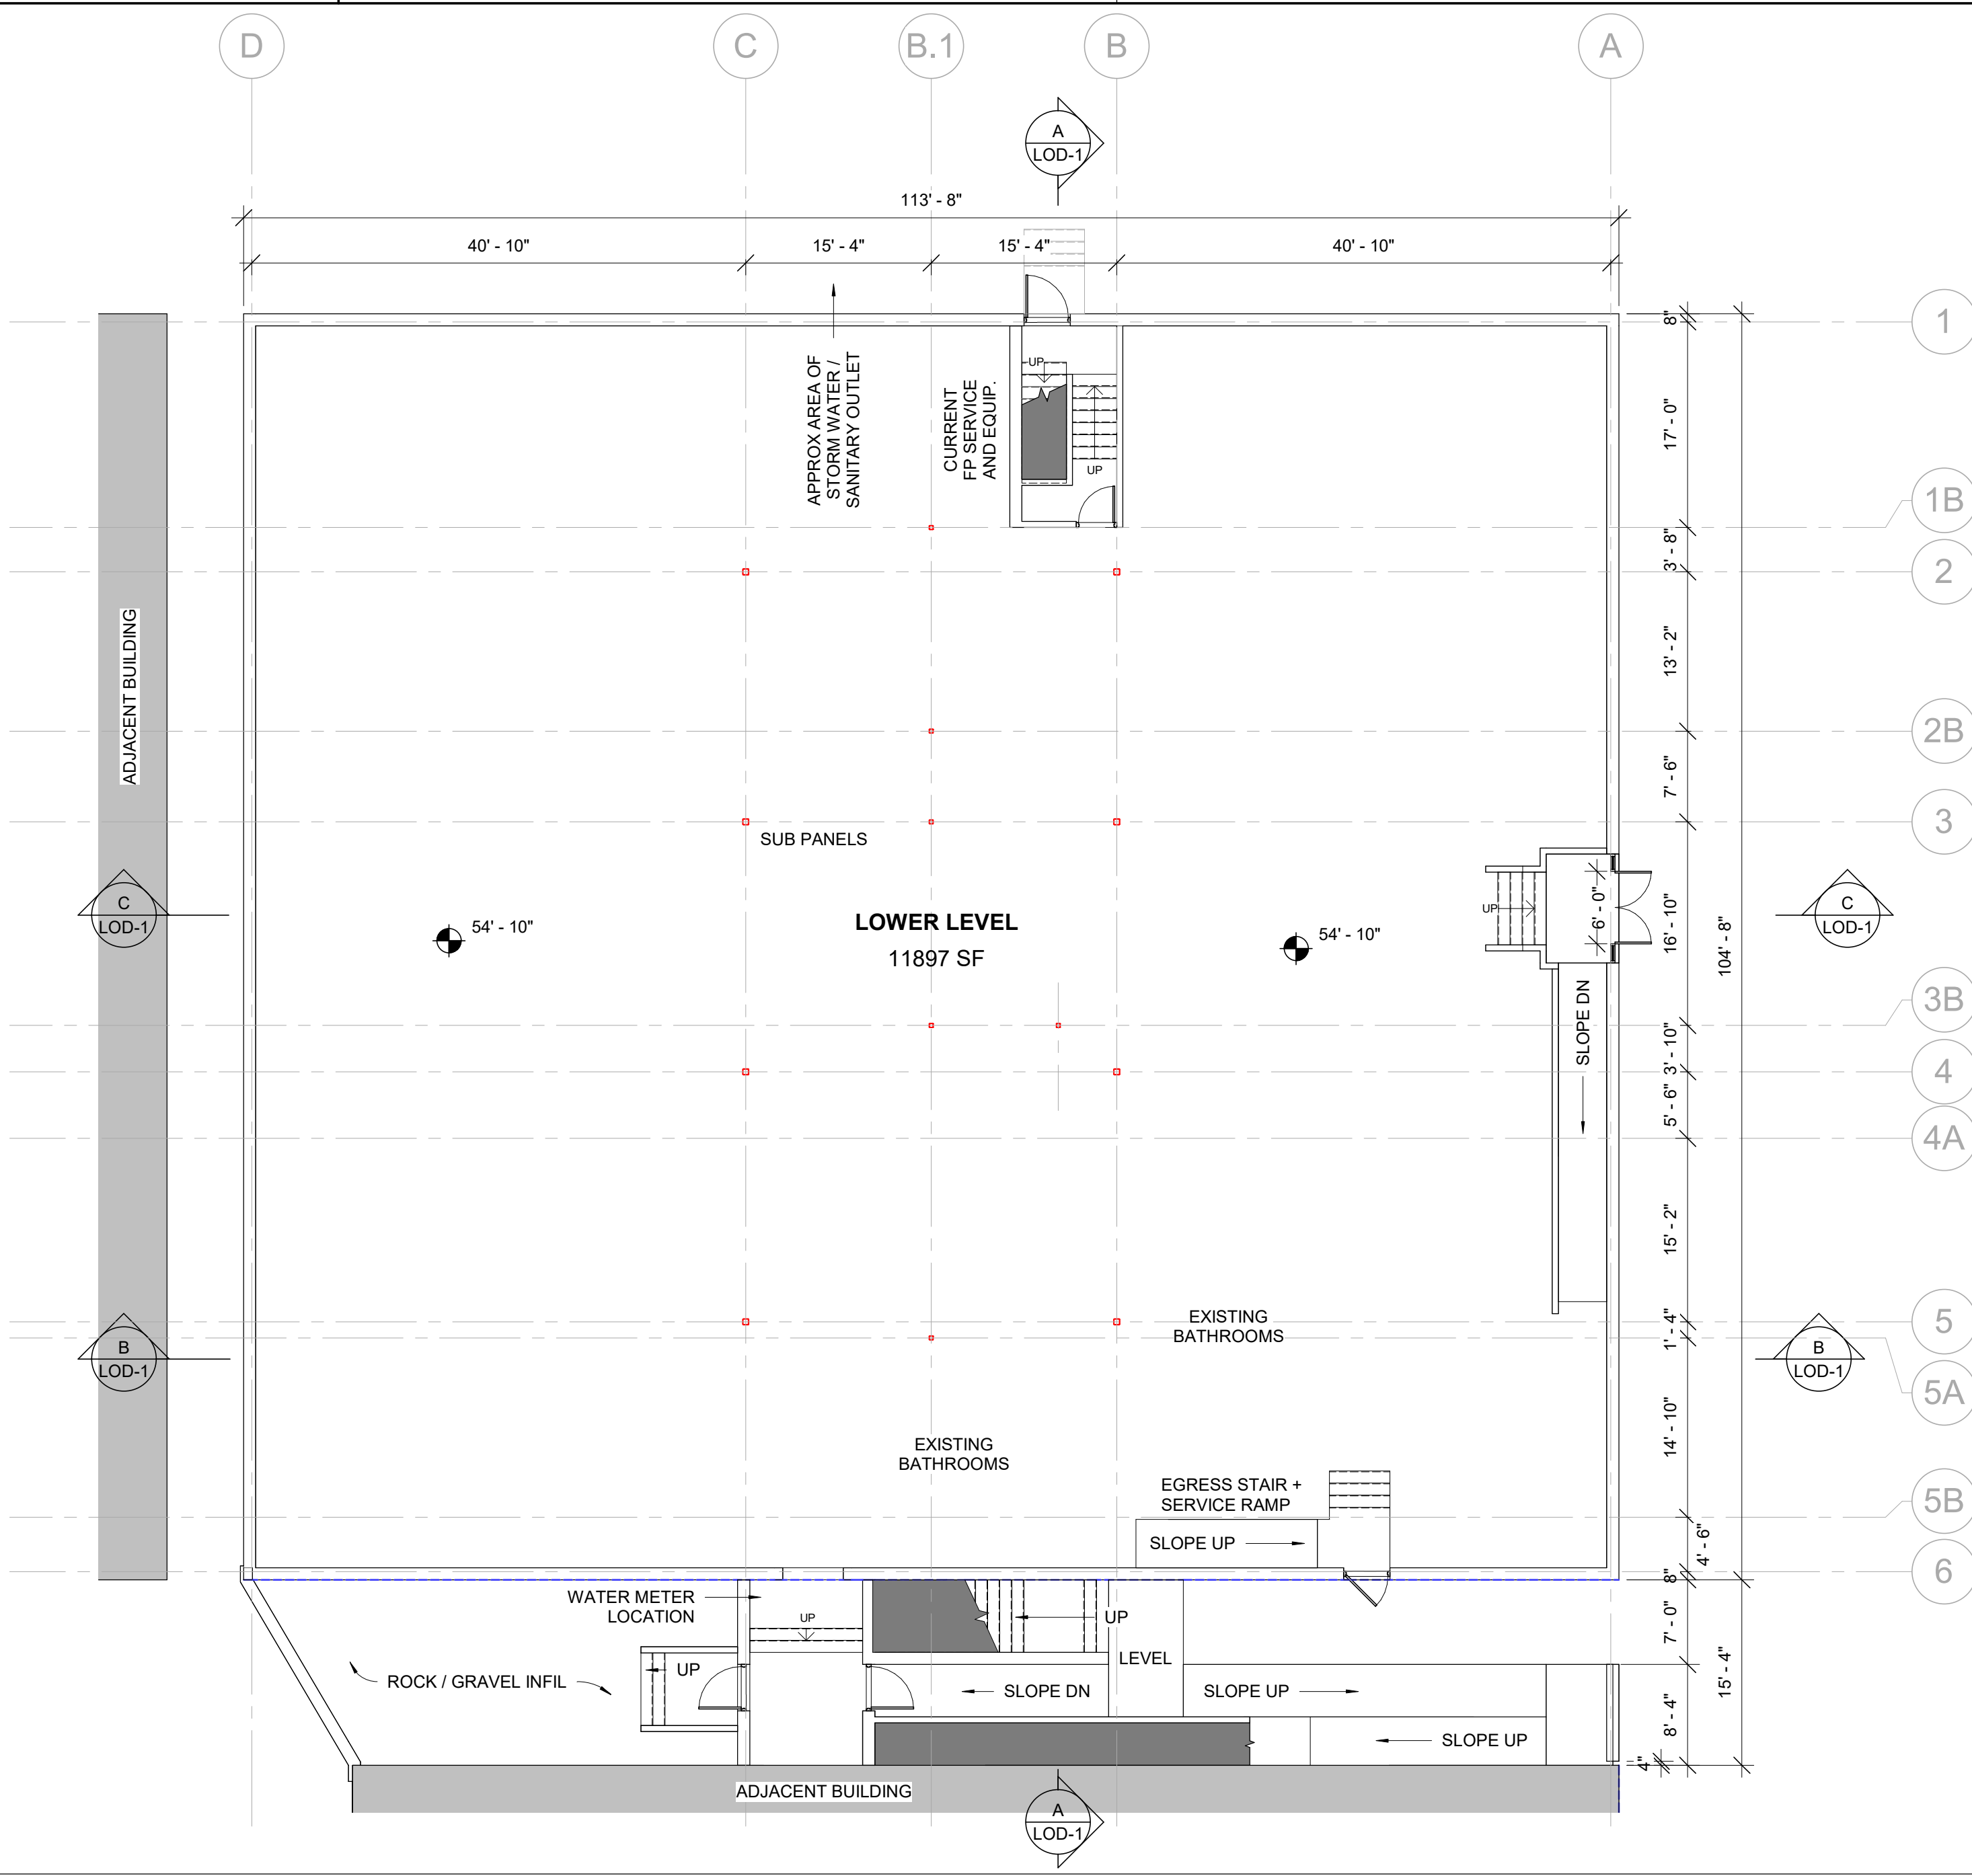 D
C
B.1
B
A
A
LOD-1
113' - 8"
40' - 10"
15' - 4"
15' - 4"
40' - 10"
8"
1
UP
APPROX AREA OF
STORM WATER /
SANITARY OUTLET
CURRENT
FP SERVICE
AND EQUIP.
17' - 0"
UP
1B
3' - 8"
2
ADJACENT BUILDING
13' - 2"
2B
7' - 6"
3
SUB PANELS
C
LOD-1
54' - 10"
LOWER LEVEL
11897 SF
54' - 10"
UP
6' - 0"
16' - 10"
104' - 8"
C
LOD-1
SLOPE DN
3B
3' - 10"
4
5' - 6"
4A
15' - 2"
EXISTING
BATHROOMS
5
1' - 4"
B
LOD-1
B
LOD-1
5A
14' - 10"
EXISTING
BATHROOMS
EGRESS STAIR +
SERVICE RAMP
5B
SLOPE UP
4' - 6"
8"
6
WATER METER
LOCATION
UP
UP
7' - 0"
LEVEL
UP
15' - 4"
ROCK / GRAVEL INFIL
SLOPE DN
SLOPE UP
8' - 4"
SLOPE UP
4"
ADJACENT BUILDING
A
LOD-1